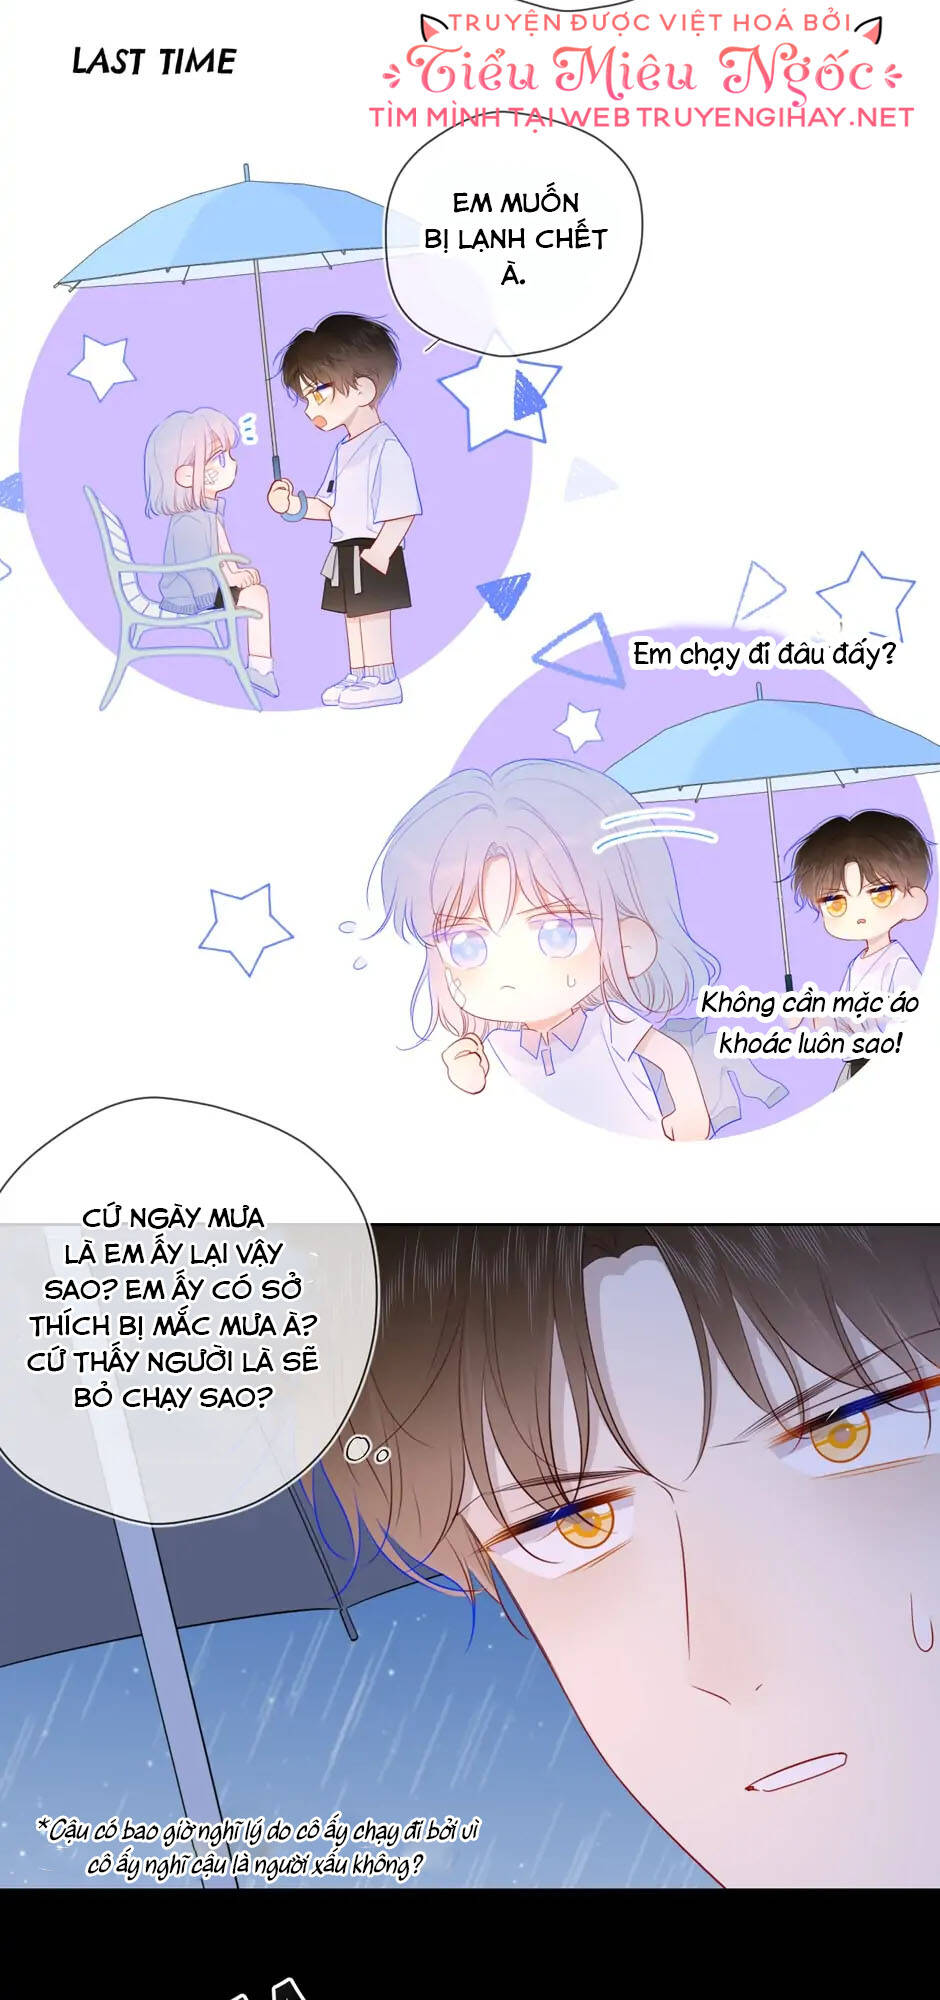 TRUYỆN ĐƯỢC VIỆT HOÁ BỞI
LAST TIME
Tiểu Miêu Ngốc
TÌM MÌNH TẠI WEB TRUYENGIHAY.NET
EM MUỐN
BỊ LẠNH CHẾT
À.
Em chạy đi đâu đấy?
Không cần mặc áo
khoác luôn sao!
CỨ NGÀY MƯA
LÀ EM ẤY LẠI VẬY
SAO? EM ẤY CÓ SỞ
THÍCH BỊ MẮC MƯA À?
CỨ THẤY NGƯỜI LÀ SẼ
BỎ CHẠY SAO?
*Cậu có bao giờ nghĩ lý do cô ấy chạy đi bởi vì
cô ấy nghĩ cậu là người xấu không?